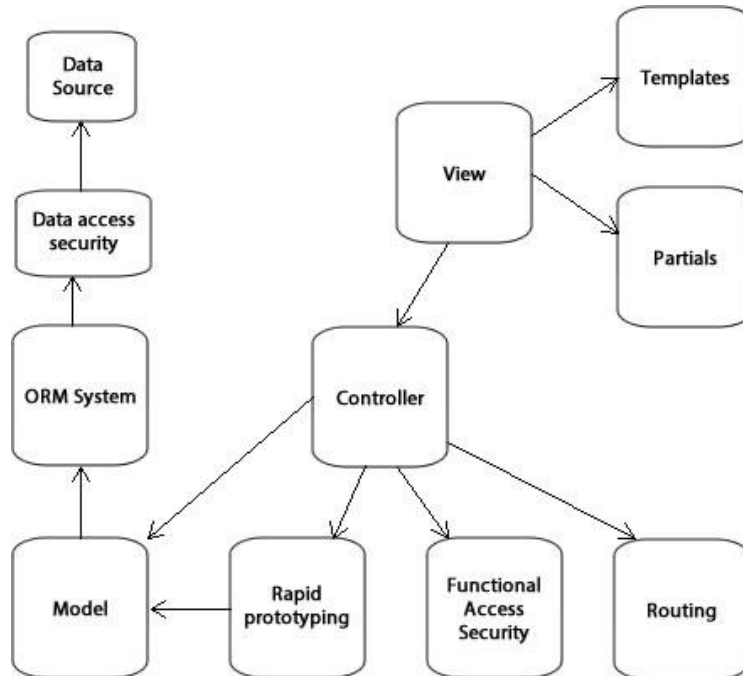 Data
Source
Templates
View
Data access
security
Partials
ORM System
Controller
Model
Rapid
prototyping
Functional
Access
Security
Routing